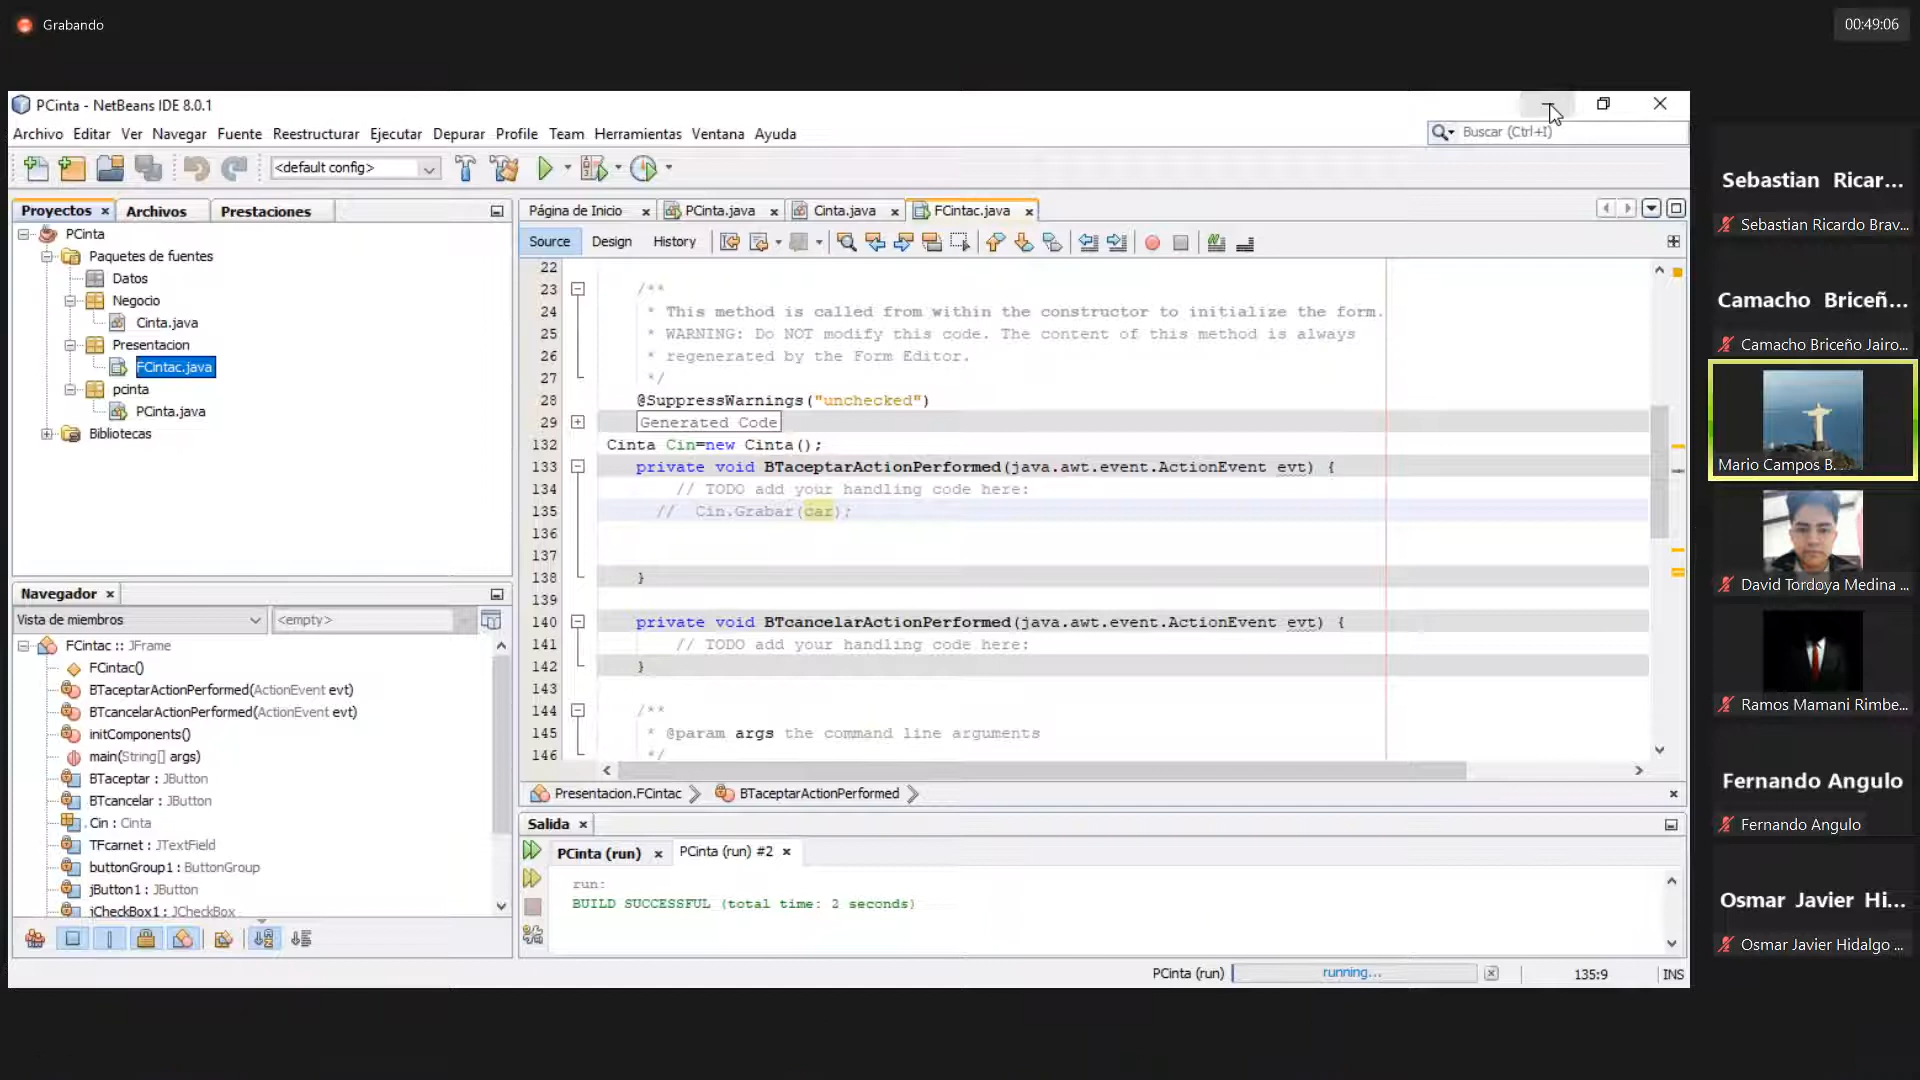 Grabando
00:49:06
PCinta - NetBeans IDE 8.0.1
Archivo Editar Ver Navegar Fuente Reestructurar Ejecutar Depurar Profile Team Herramientas Ventana Ayuda
Buscar (Ctrl+I)
<default config>
Proyectos Archivos Prestaciones
PCinta
Paquetes de fuentes
Datos
Negocio
Cinta.java
Presentacion
FCintac.java
pcinta
PCinta.java
Bibliotecas
Navegador
Vista de miembros <empty>
FCintac :: JFrame
FCintac()
BTaceptarActionPerformed(ActionEvent evt)
BTcancelarActionPerformed(ActionEvent evt)
initComponents()
main(String[] args)
BTaceptar : JButton
BTcancelar : JButton
Cin : Cinta
TFcarnet : JTextField
buttonGroup1 : ButtonGroup
jButton1 : JButton
jCheckBox1 : JCheckBox
Página de Inicio PCinta.java Cinta.java FCintac.java
Source Design History
22
23 /**
24 * This method is called from within the constructor to initialize the form.
25 * WARNING: Do NOT modify this code. The content of this method is always
26 * regenerated by the Form Editor.
27 */
28 @SuppressWarnings("unchecked")
29 Generated Code
132 Cinta Cin=new Cinta();
133 private void BTaceptarActionPerformed(java.awt.event.ActionEvent evt) {
134 // TODO add your handling code here:
135 // Cin.Grabar(car);
136
137
138 }
139
140 private void BTcancelarActionPerformed(java.awt.event.ActionEvent evt) {
141 // TODO add your handling code here:
142 }
143
144 /**
145 * @param args the command line arguments
146 */
Presentacion.FCintac BTaceptarActionPerformed
Salida
PCinta (run) PCinta (run) #2
run:
BUILD SUCCESSFUL (total time: 2 seconds)
PCinta (run) running... 135:9 INS
Sebastian Ricar...
Sebastian Ricardo Brav...
Camacho Briceñ...
Camacho Briceño Jairo...
Mario Campos B.
David Tordoya Medina ...
Ramos Mamani Rimbe...
Fernando Angulo
Fernando Angulo
Osmar Javier Hi...
Osmar Javier Hidalgo ...